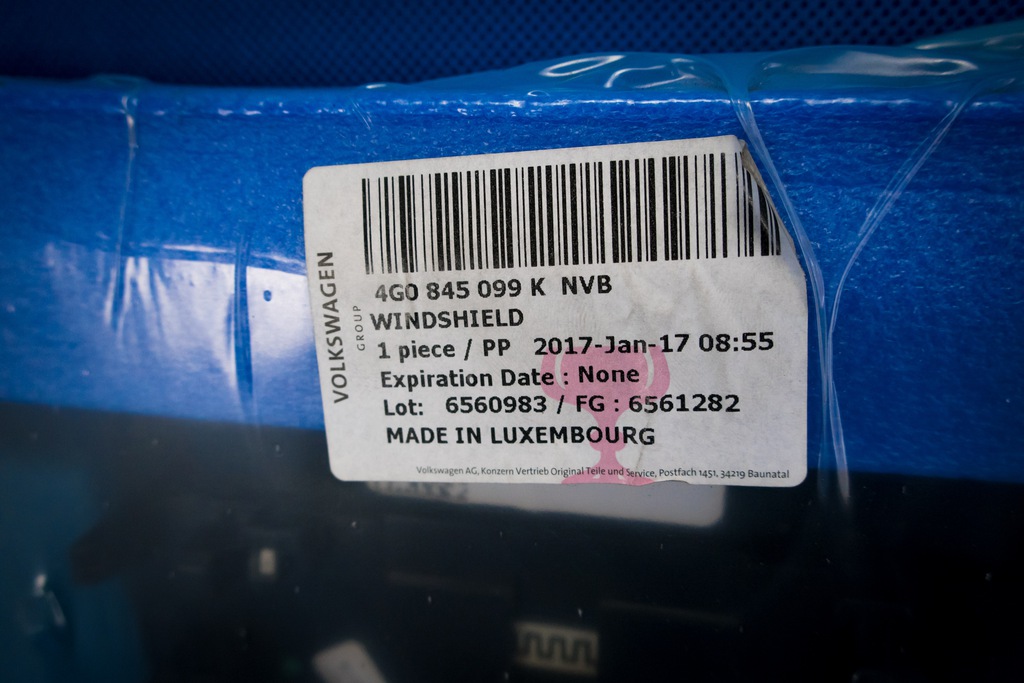 VOLKSWAGEN
GROUP
4G0 845 099 K NVB
WINDSHIELD
1 piece / PP 2017-Jan-17 08:55
Expiration Date : None
Lot: 6560983 / FG : 6561282
MADE IN LUXEMBOURG
Volkswagen AG, Konzern Vertrieb Original Teile und Service, Postfach 1451, 34219 Baunatal